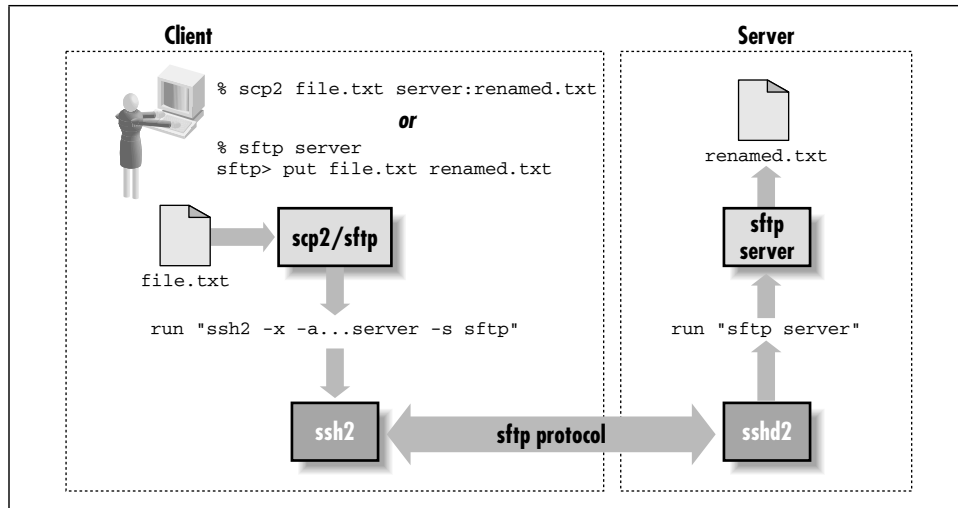 Client
% scp2 file.txt server:renamed.txt
or
% sftp server
sftp> put file.txt renamed.txt
file.txt
scp2/sftp
run "ssh2 -x -a...server -s sftp"
ssh2
sftp protocol
Server
renamed.txt
sftp
server
run "sftp server"
sshd2